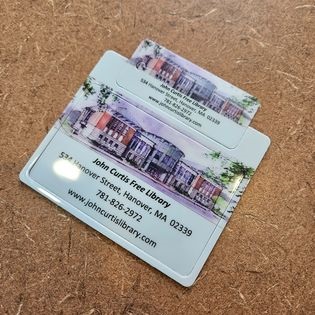 John Curtis Free Library
534 Hanover Street, Hanover, MA 02339
781-826-2972
www.johncurtislibrary.com
John Curtis Free Library
534 Hanover Street, Hanover, MA 02339
781-826-2972
www.johncurtislibrary.com